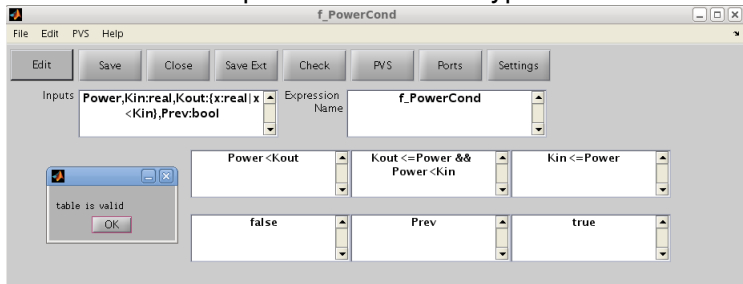 f_PowerCond
File Edit PVS Help
Edit Save Close Save Ext Check PVS Ports Settings
Inputs Power,Kin:real,Kout:{x:real|x
<Kin},Prev:bool
Expression
Name
f_PowerCond
Power<Kout
Kout<=Power &&
Power<Kin
Kin<=Power
table is valid
OK
false
Prev
true